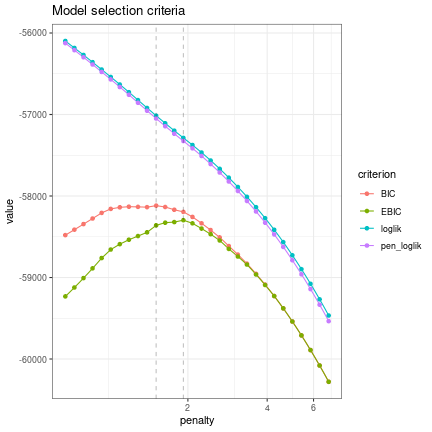 Model selection criteria
-56000
-57000
-58000
-59000
-60000
value
2
4
6
penalty
criterion
BIC
EBIC
loglik
pen_loglik